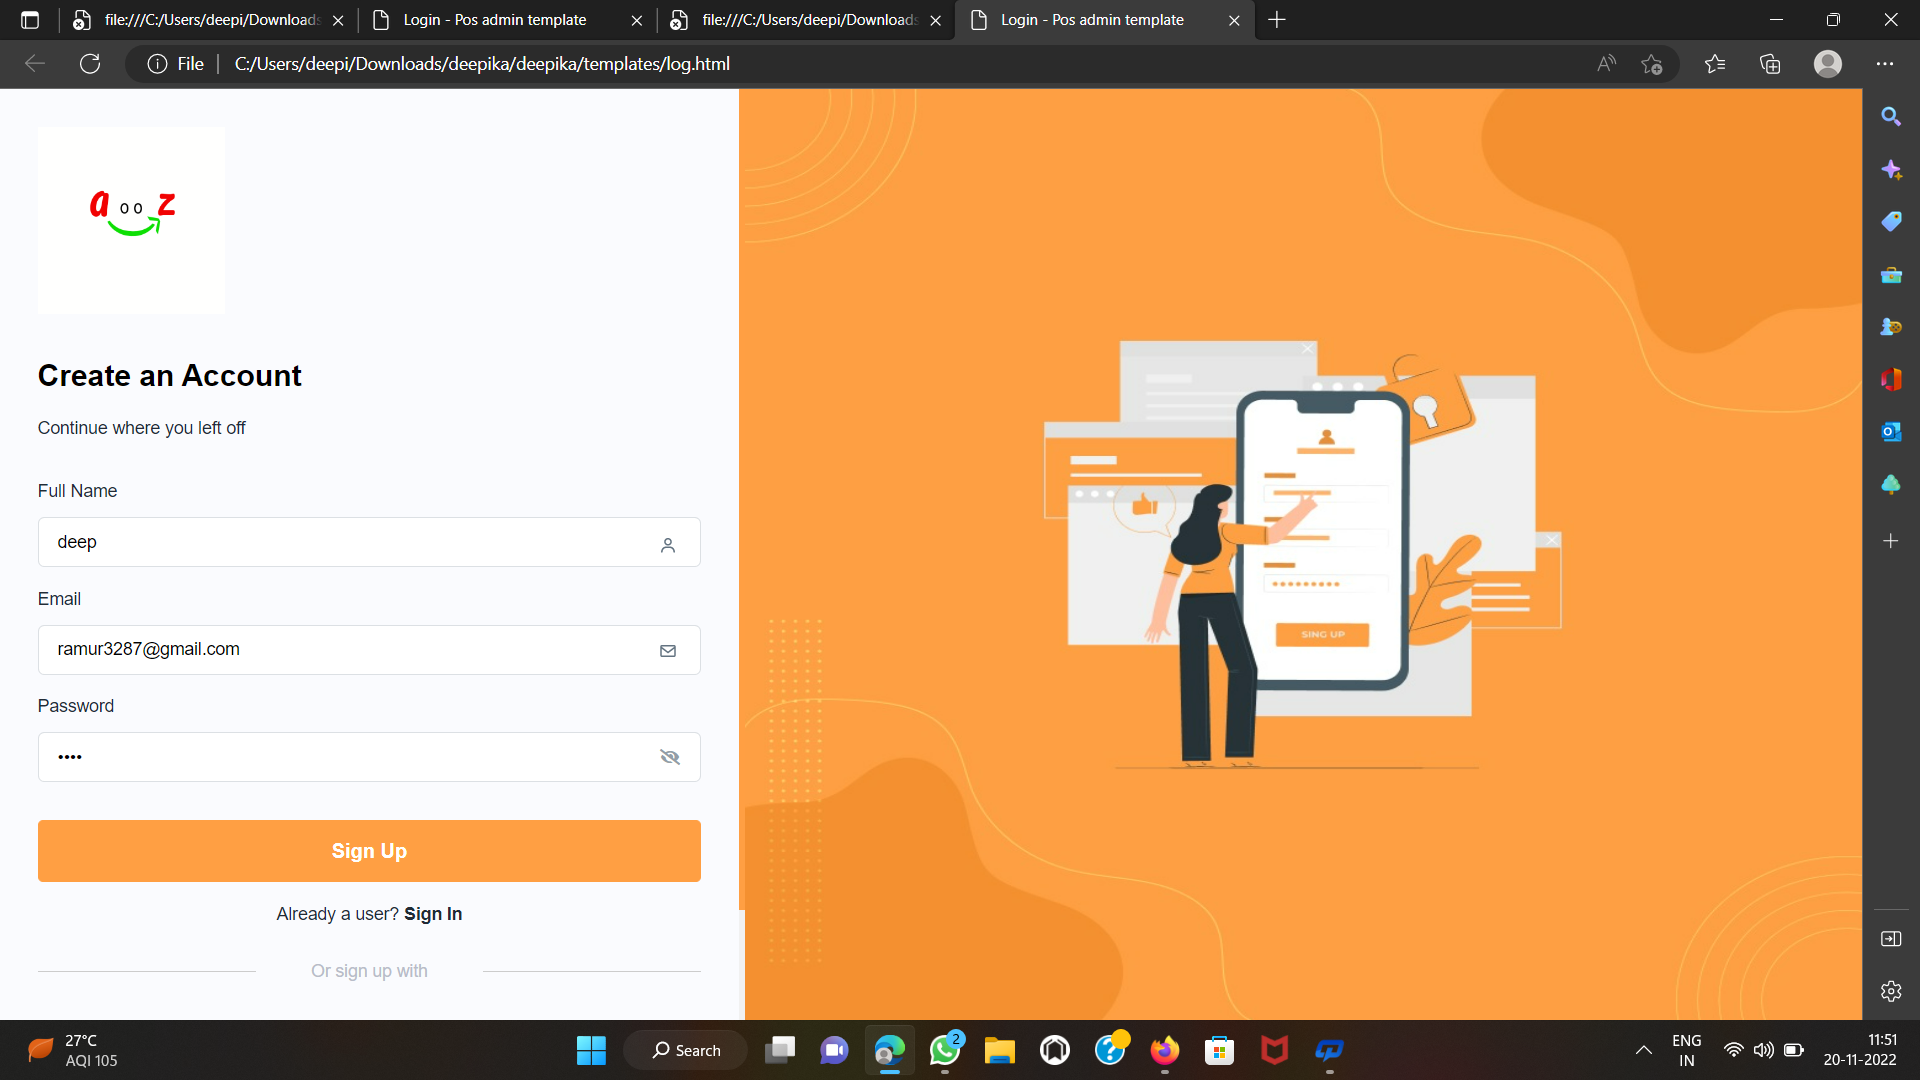 file:///C:/Users/deepi/Downloads
Login - Pos admin template
file:///C:/Users/deepi/Downloads
Login - Pos admin template
File
C:/Users/deepi/Downloads/deepika/deepika/templates/log.html
a oo z
Create an Account
Continue where you left off
Full Name
deep
Email
ramur3287@gmail.com
Password
••••
Sign Up
Already a user? Sign In
Or sign up with
SING UP
27°C
AQI 105
Search
2
ENG
IN
11:51
20-11-2022